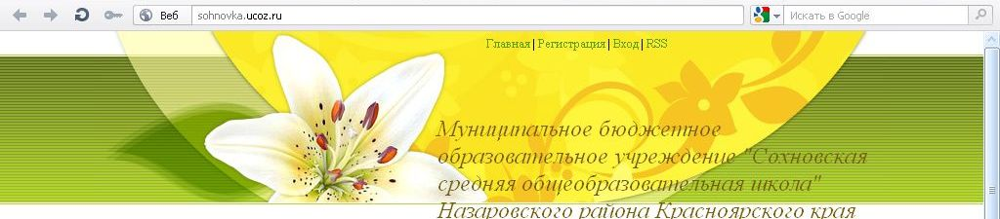 Веб sohnovka.ucoz.ru Искать в Google
Главная | Регистрация | Вход | RSS
Муниципальное бюджетное
образовательное учреждение "Сохновская
средняя общеобразовательная школа"
Назаровского района Красноярского края